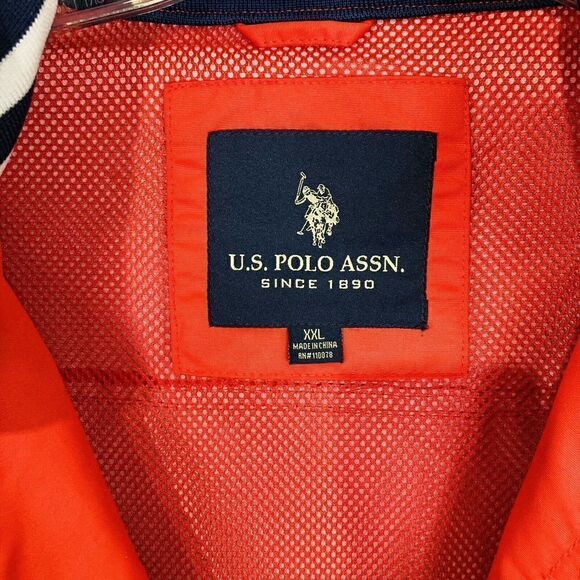 U.S. POLO ASSN.
SINCE 1890
XXL
MADE IN CHINA
RN#110078